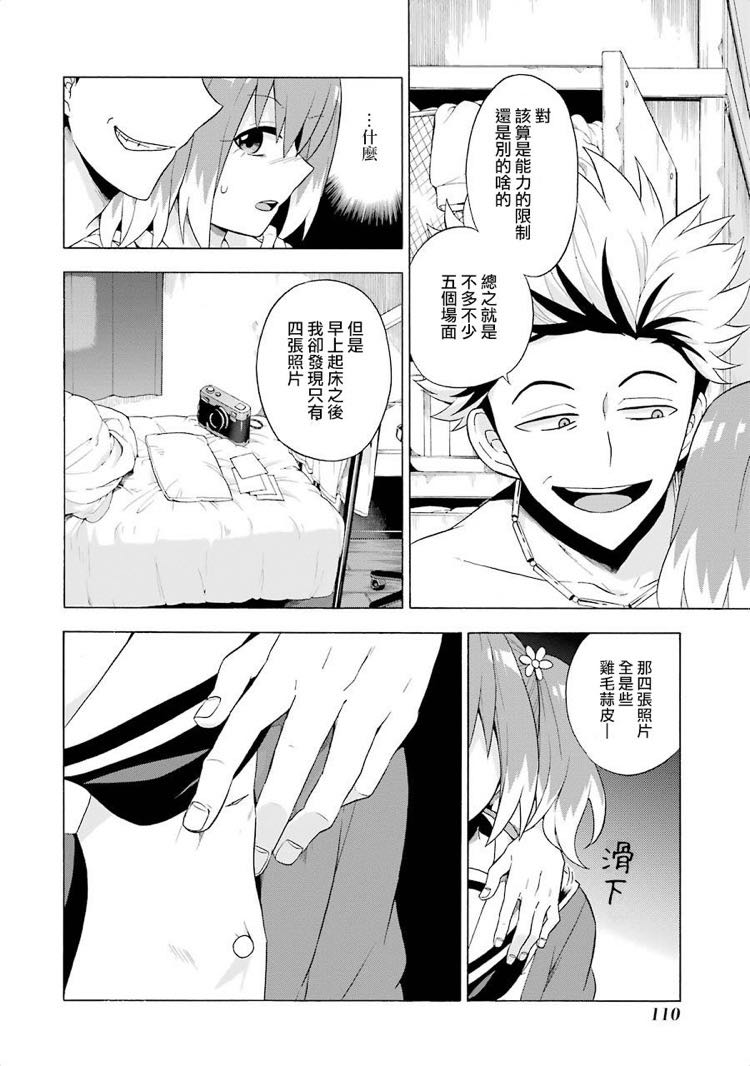 對
該算是能力的限制
還是別的啥的
總之就是
不多不少
五個場面
…什麼
但是
早上起床之後
我卻發現只有
四張照片
那四張照片
全是些
雞毛蒜皮—
滑下
110